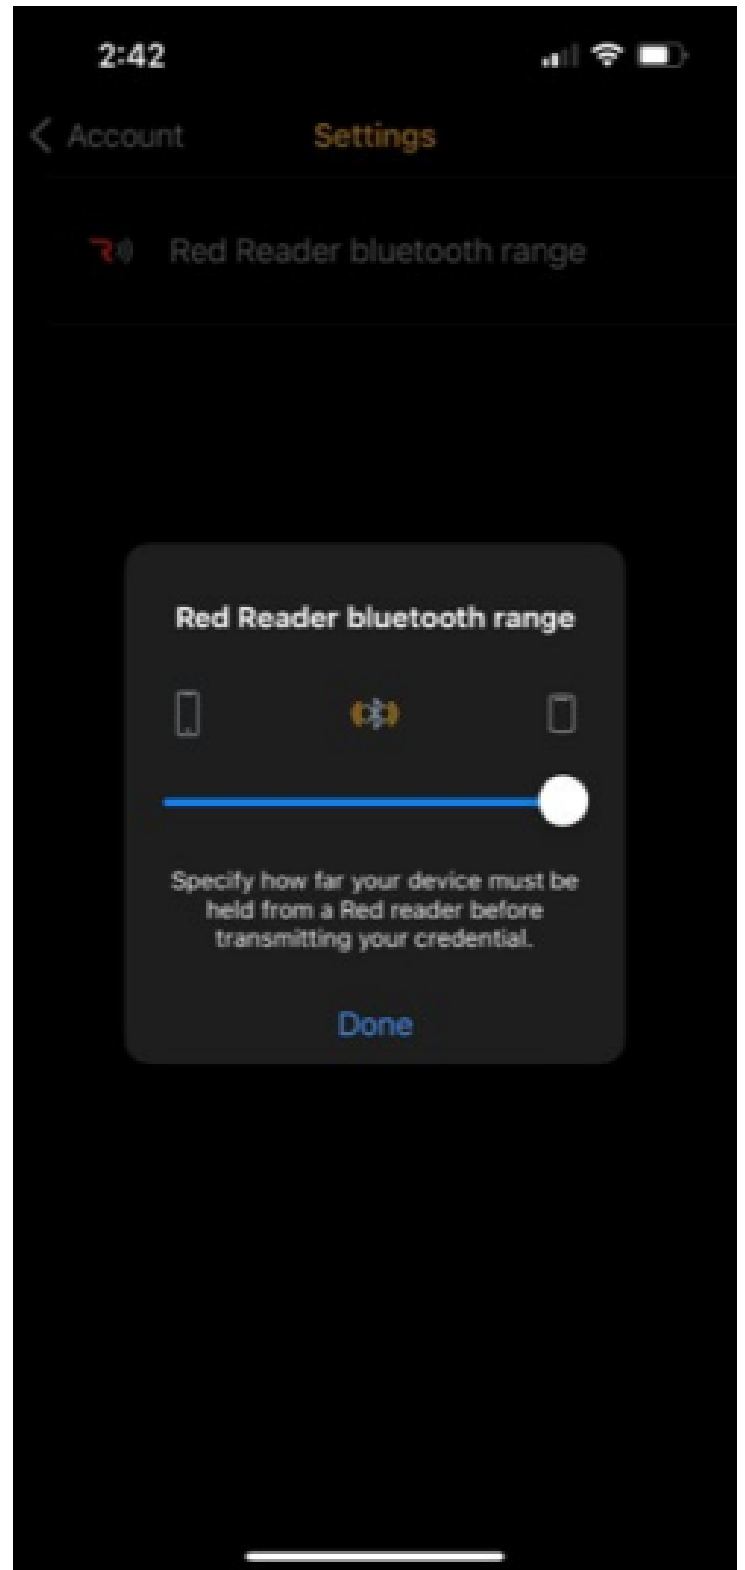 2:42
Account
Settings
Red Reader bluetooth range
Red Reader bluetooth range
Specify how far your device must be
held from a Red reader before
transmitting your credential.
Done